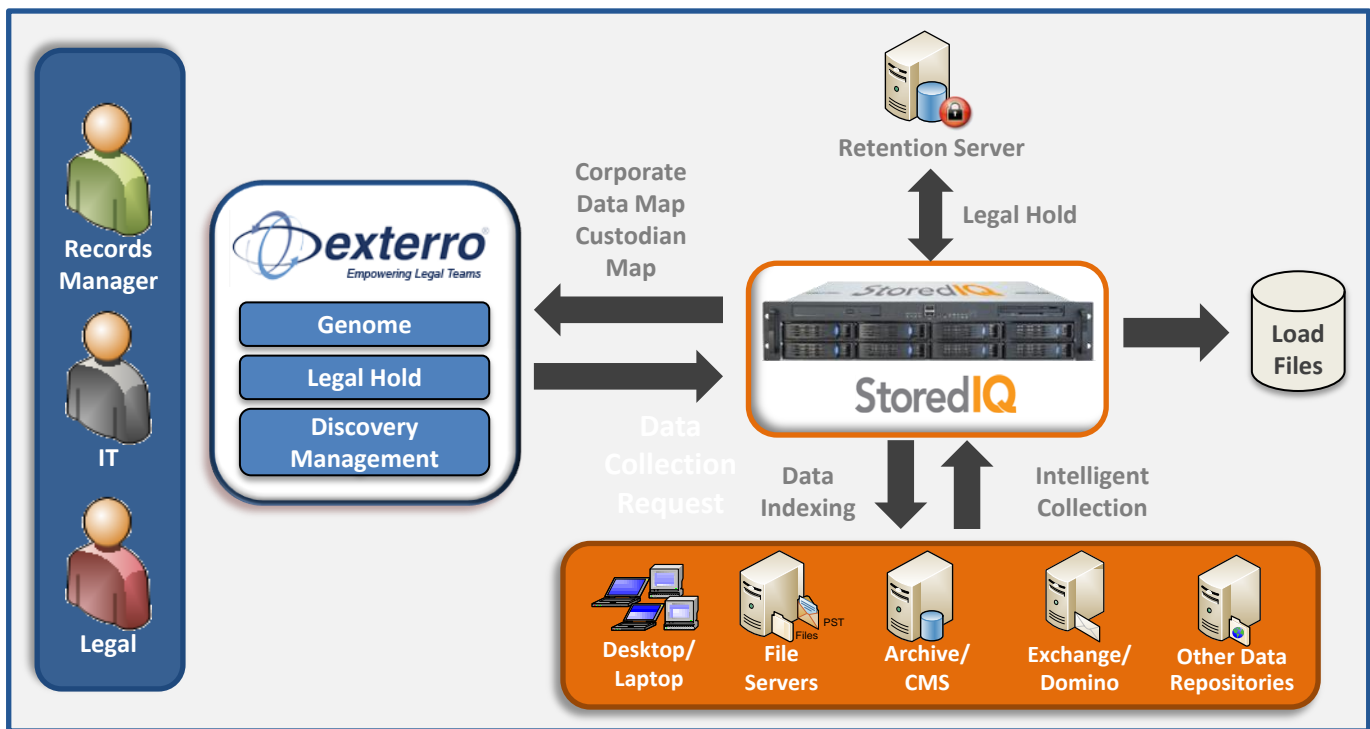 Records
Manager
IT
Legal
exterro®
Empowering Legal Teams
Genome
Legal Hold
Discovery
Management
Corporate
Data Map
Custodian
Map
Data
Collection
Request
Retention Server
Legal Hold
StoredIQ
StoredIQ
Load
Files
Data
Indexing
Intelligent
Collection
Desktop/
Laptop
Files
PST
File
Servers
Archive/
CMS
Exchange/
Domino
Other Data
Repositories